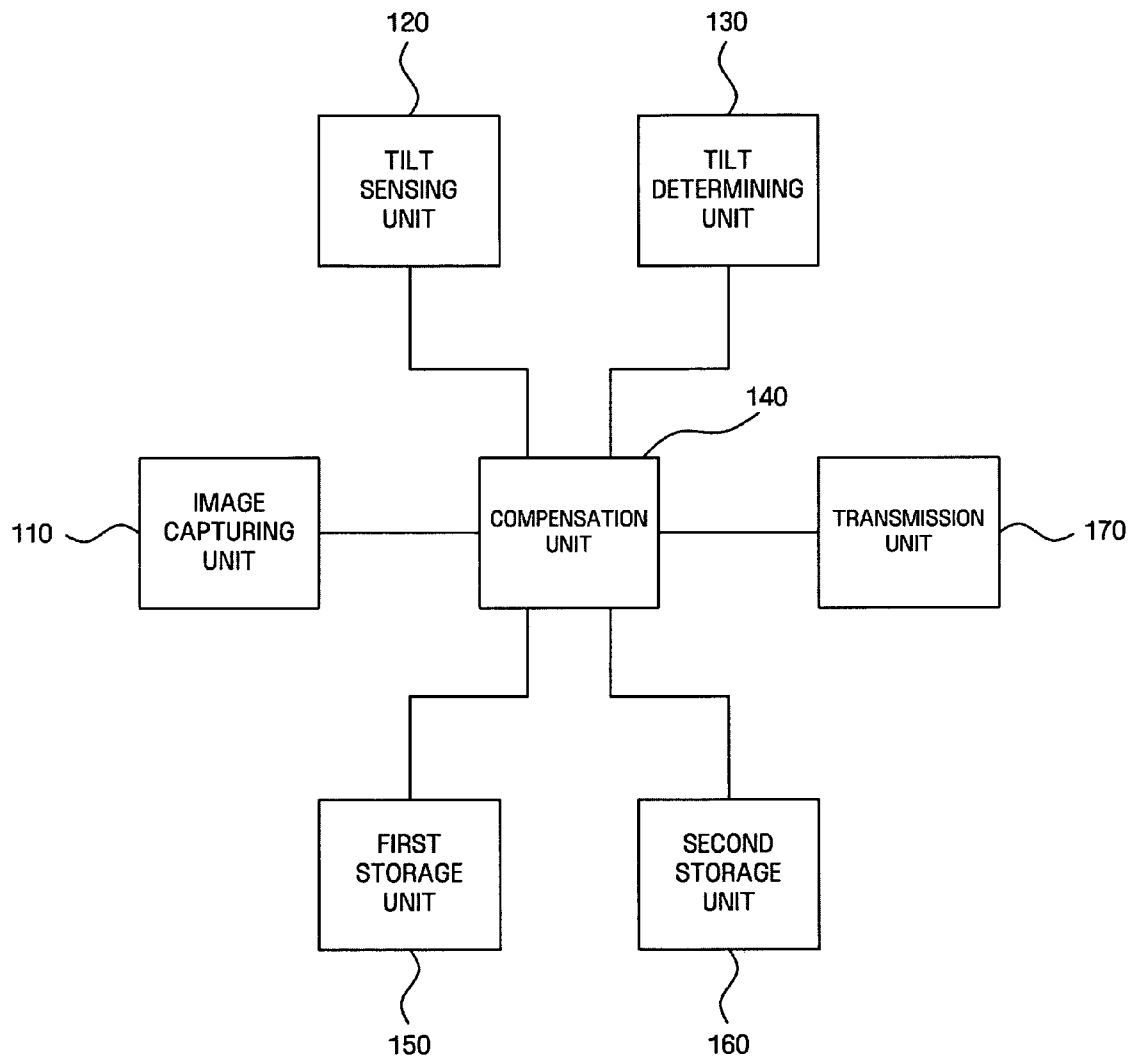 120
130
TILT
SENSING
UNIT
TILT
DETERMINING
UNIT
140
110
IMAGE
CAPTURING
UNIT
COMPENSATION
UNIT
TRANSMISSION
UNIT
170
FIRST
STORAGE
UNIT
SECOND
STORAGE
UNIT
150
160